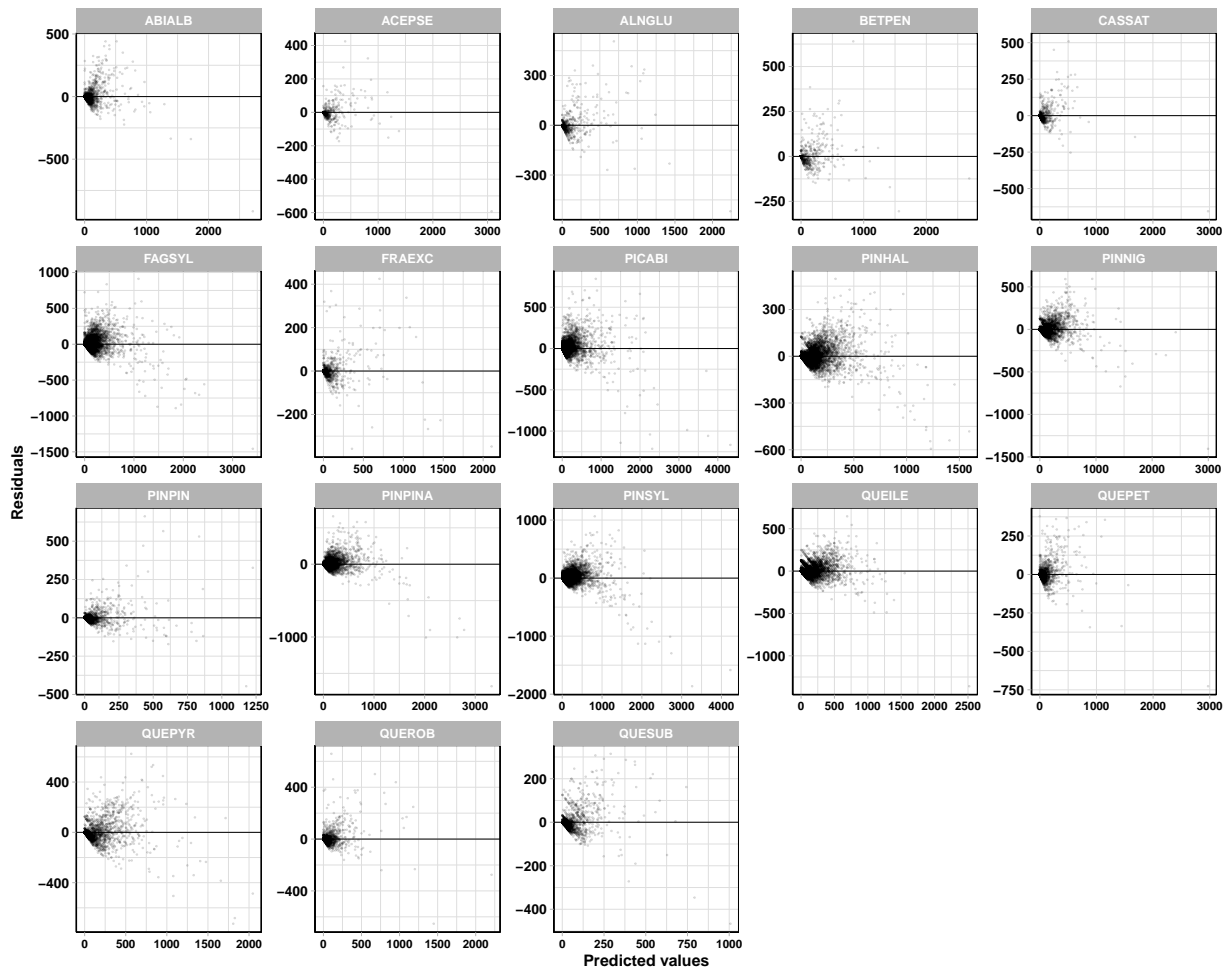 ABIALB ACEPSE ALNGLU BETPEN CASSAT
500 0 −500
400 200 0 −200 −400 −600
300 0 −300
500 250 0 −250
500 250 0 −250 −500
0 1000 2000 0 1000 2000 3000 0 500 1000 1500 2000 0 1000 2000 0 1000 2000 3000
FAGSYL FRAEXC PICABI PINHAL PINNIG
1000 500 0 −500 −1000 −1500
400 200 0 −200
500 0 −500 −1000
300 0 −300 −600
500 0 −500 −1000 −1500
0 1000 2000 3000 0 500 1000 1500 2000 0 1000 2000 3000 4000 0 500 1000 1500 0 1000 2000 3000
Residuals
PINPIN PINPINA PINSYL QUEILE QUEPET
500 250 0 −250 −500
0 −1000
1000 0 −1000 −2000
500 0 −500 −1000
250 0 −250 −500 −750
0 250 500 750 1000 1250 0 1000 2000 3000 0 1000 2000 3000 4000 0 500 1000 1500 2000 2500 0 1000 2000 3000
QUEPYR QUEROB QUESUB
400 0 −400
400 0 −400
200 0 −200 −400
0 500 1000 1500 2000 0 500 1000 1500 2000 0 250 500 750 1000
Predicted values